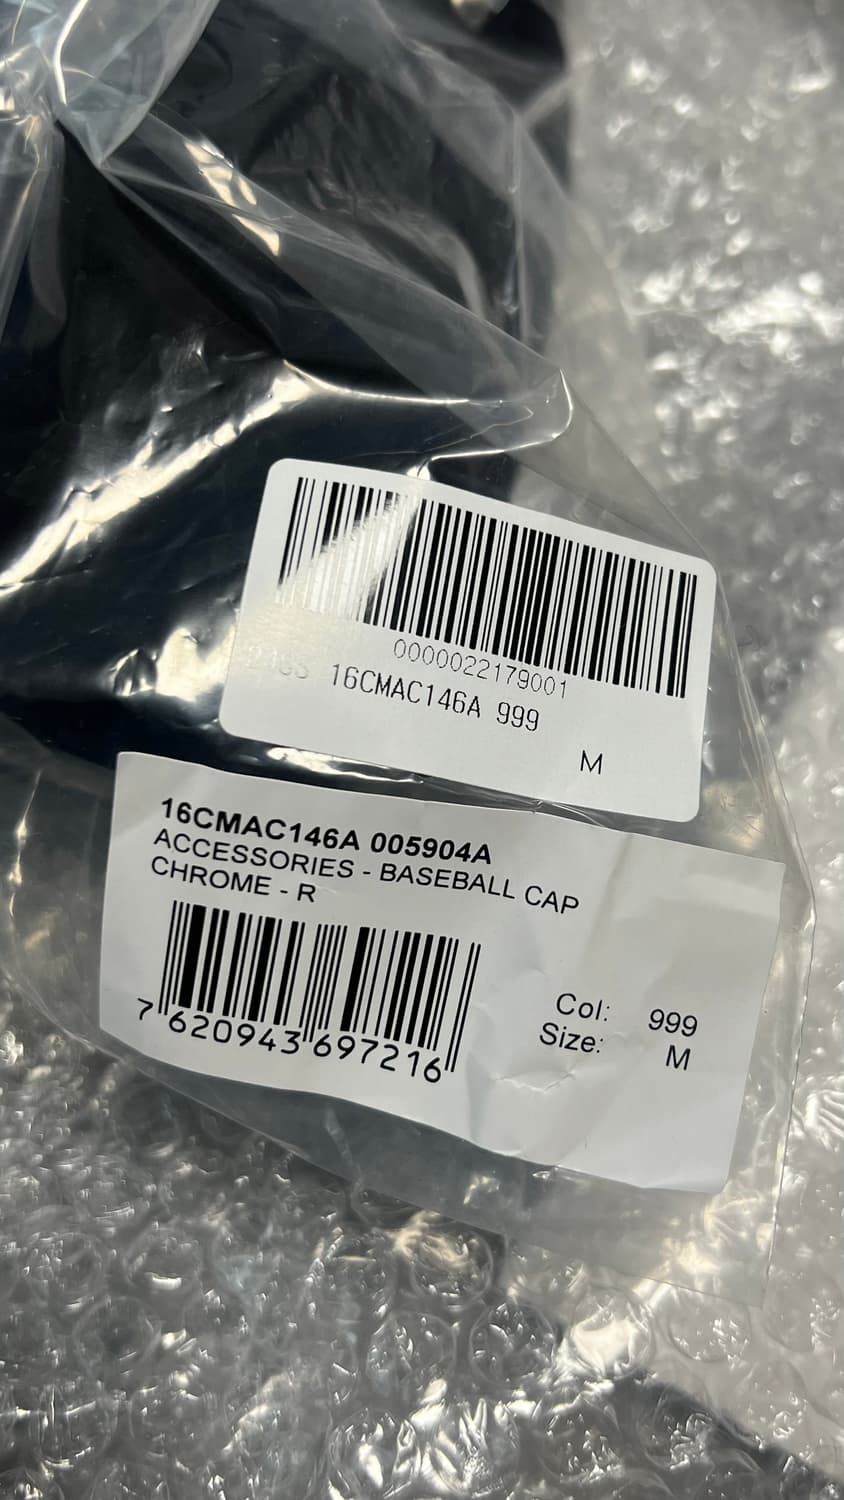 0000022179001
16CMAC146A 999
M
16CMAC146A 005904A
ACCESSORIES - BASEBALL CAP
CHROME - R
7 620943 697216
Col: 999
Size: M